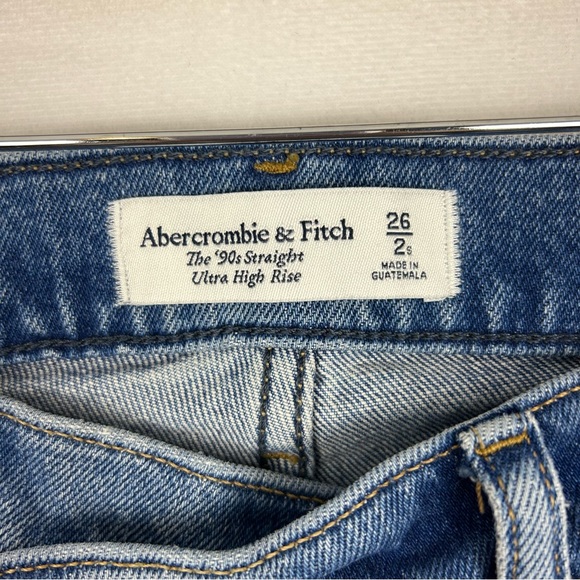 Abercrombie & Fitch
The '90s Straight
Ultra High Rise
26
2s
MADE IN
GUATEMALA